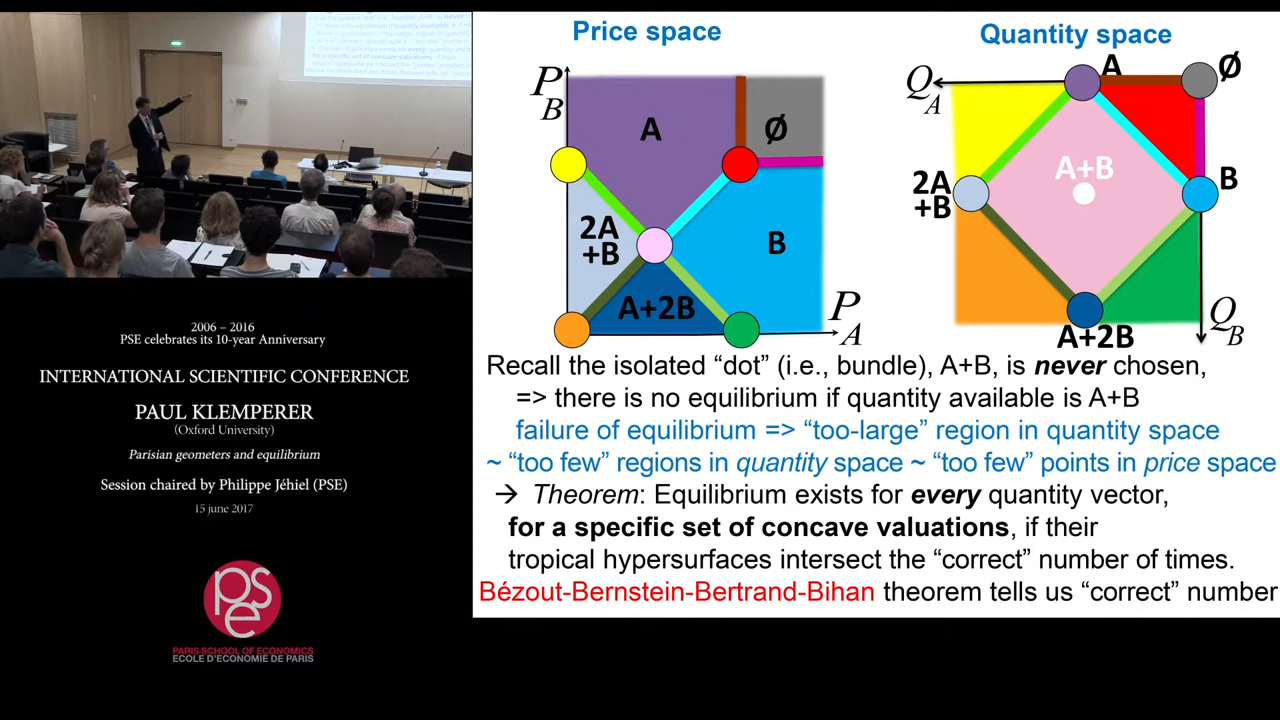 2006 – 2016
PSE celebrates its 10-year Anniversary
INTERNATIONAL SCIENTIFIC CONFERENCE
PAUL KLEMPERER
(Oxford University)
Parisian geometers and equilibrium
Session chaired by Philippe Jéhiel (PSE)
15 june 2017
pse
PARIS SCHOOL OF ECONOMICS
ECOLE D'ECONOMIE DE PARIS
Price space
P
B
A
Ø
2A
+B
B
A+2B
P
A
Quantity space
Q
A
A
Ø
A+B
2A
+B
B
A+2B
Q
B
Recall the isolated “dot” (i.e., bundle), A+B, is never chosen,
=> there is no equilibrium if quantity available is A+B
failure of equilibrium => “too-large” region in quantity space
~ “too few” regions in quantity space ~ “too few” points in price space
→ Theorem: Equilibrium exists for every quantity vector,
for a specific set of concave valuations, if their
tropical hypersurfaces intersect the “correct” number of times.
Bézout-Bernstein-Bertrand-Bihan theorem tells us “correct” number